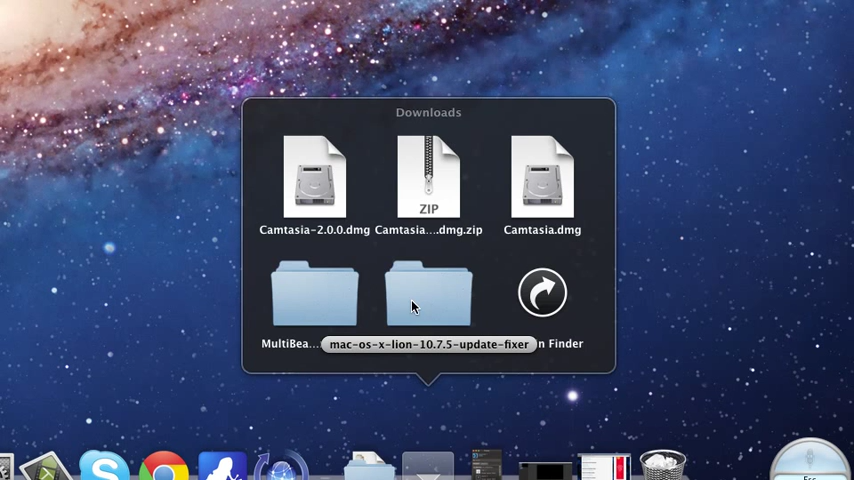 Downloads
Camtasia-2.0.0.dmg
Camtasia....dmg.zip
Camtasia.dmg
ZIP
MultiBea...
mac-os-x-lion-10.7.5-update-fixer
n Finder
Esc